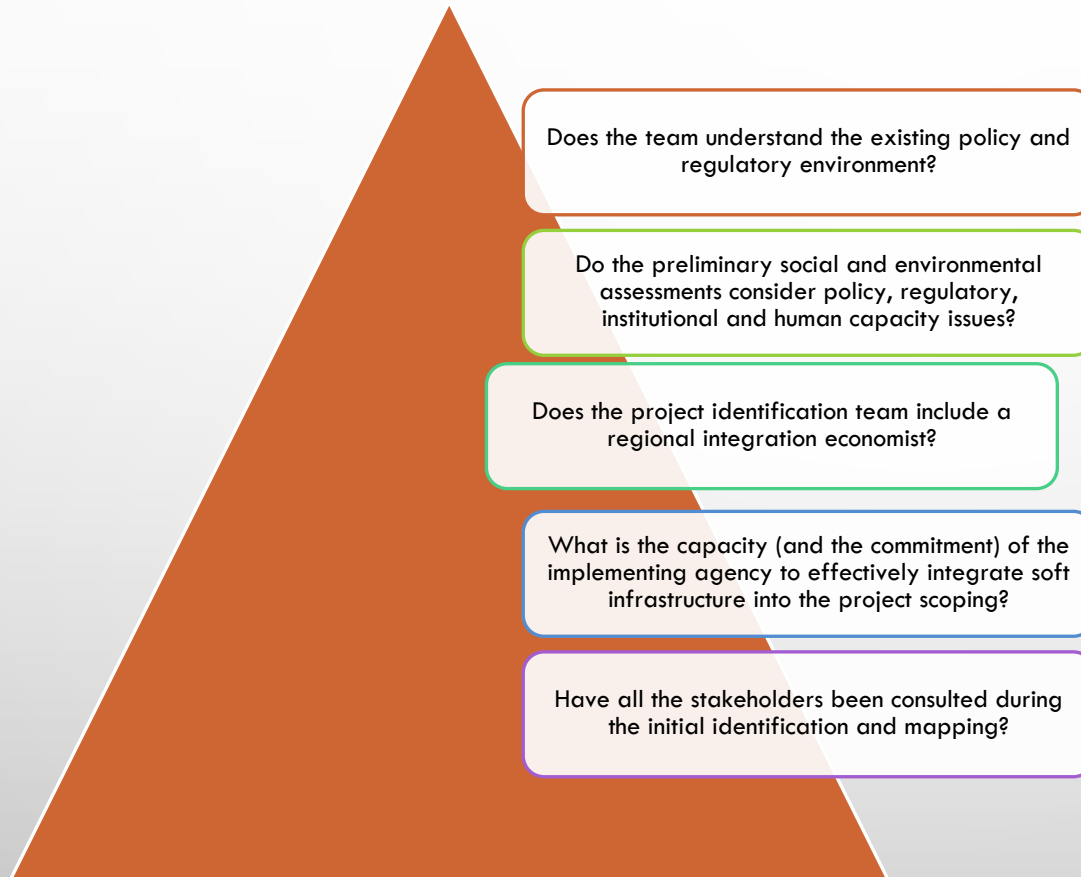 Does the team understand the existing policy and
regulatory environment?
Do the preliminary social and environmental
assessments consider policy, regulatory,
institutional and human capacity issues?
Does the project identification team include a
regional integration economist?
What is the capacity (and the commitment) of the
implementing agency to effectively integrate soft
infrastructure into the project scoping?
Have all the stakeholders been consulted during
the initial identification and mapping?